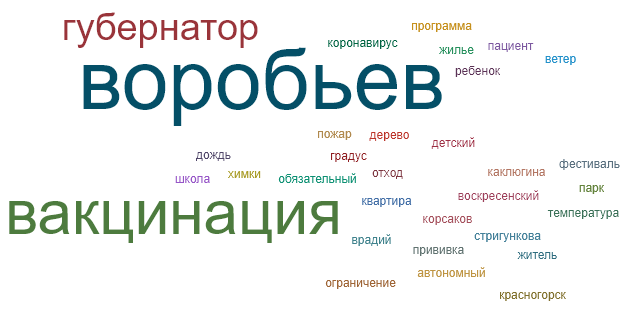 губернатор
программа
коронавирус
жилье
пациент
воробьев
ветер
ребенок
пожар
дерево
детский
дождь
градус
фестиваль
школа
химки
обязательный
отход
каклюгина
парк
вакцинация
квартира
воскресенский
корсаков
температура
врадий
стригункова
прививка
житель
автономный
ограничение
красногорск